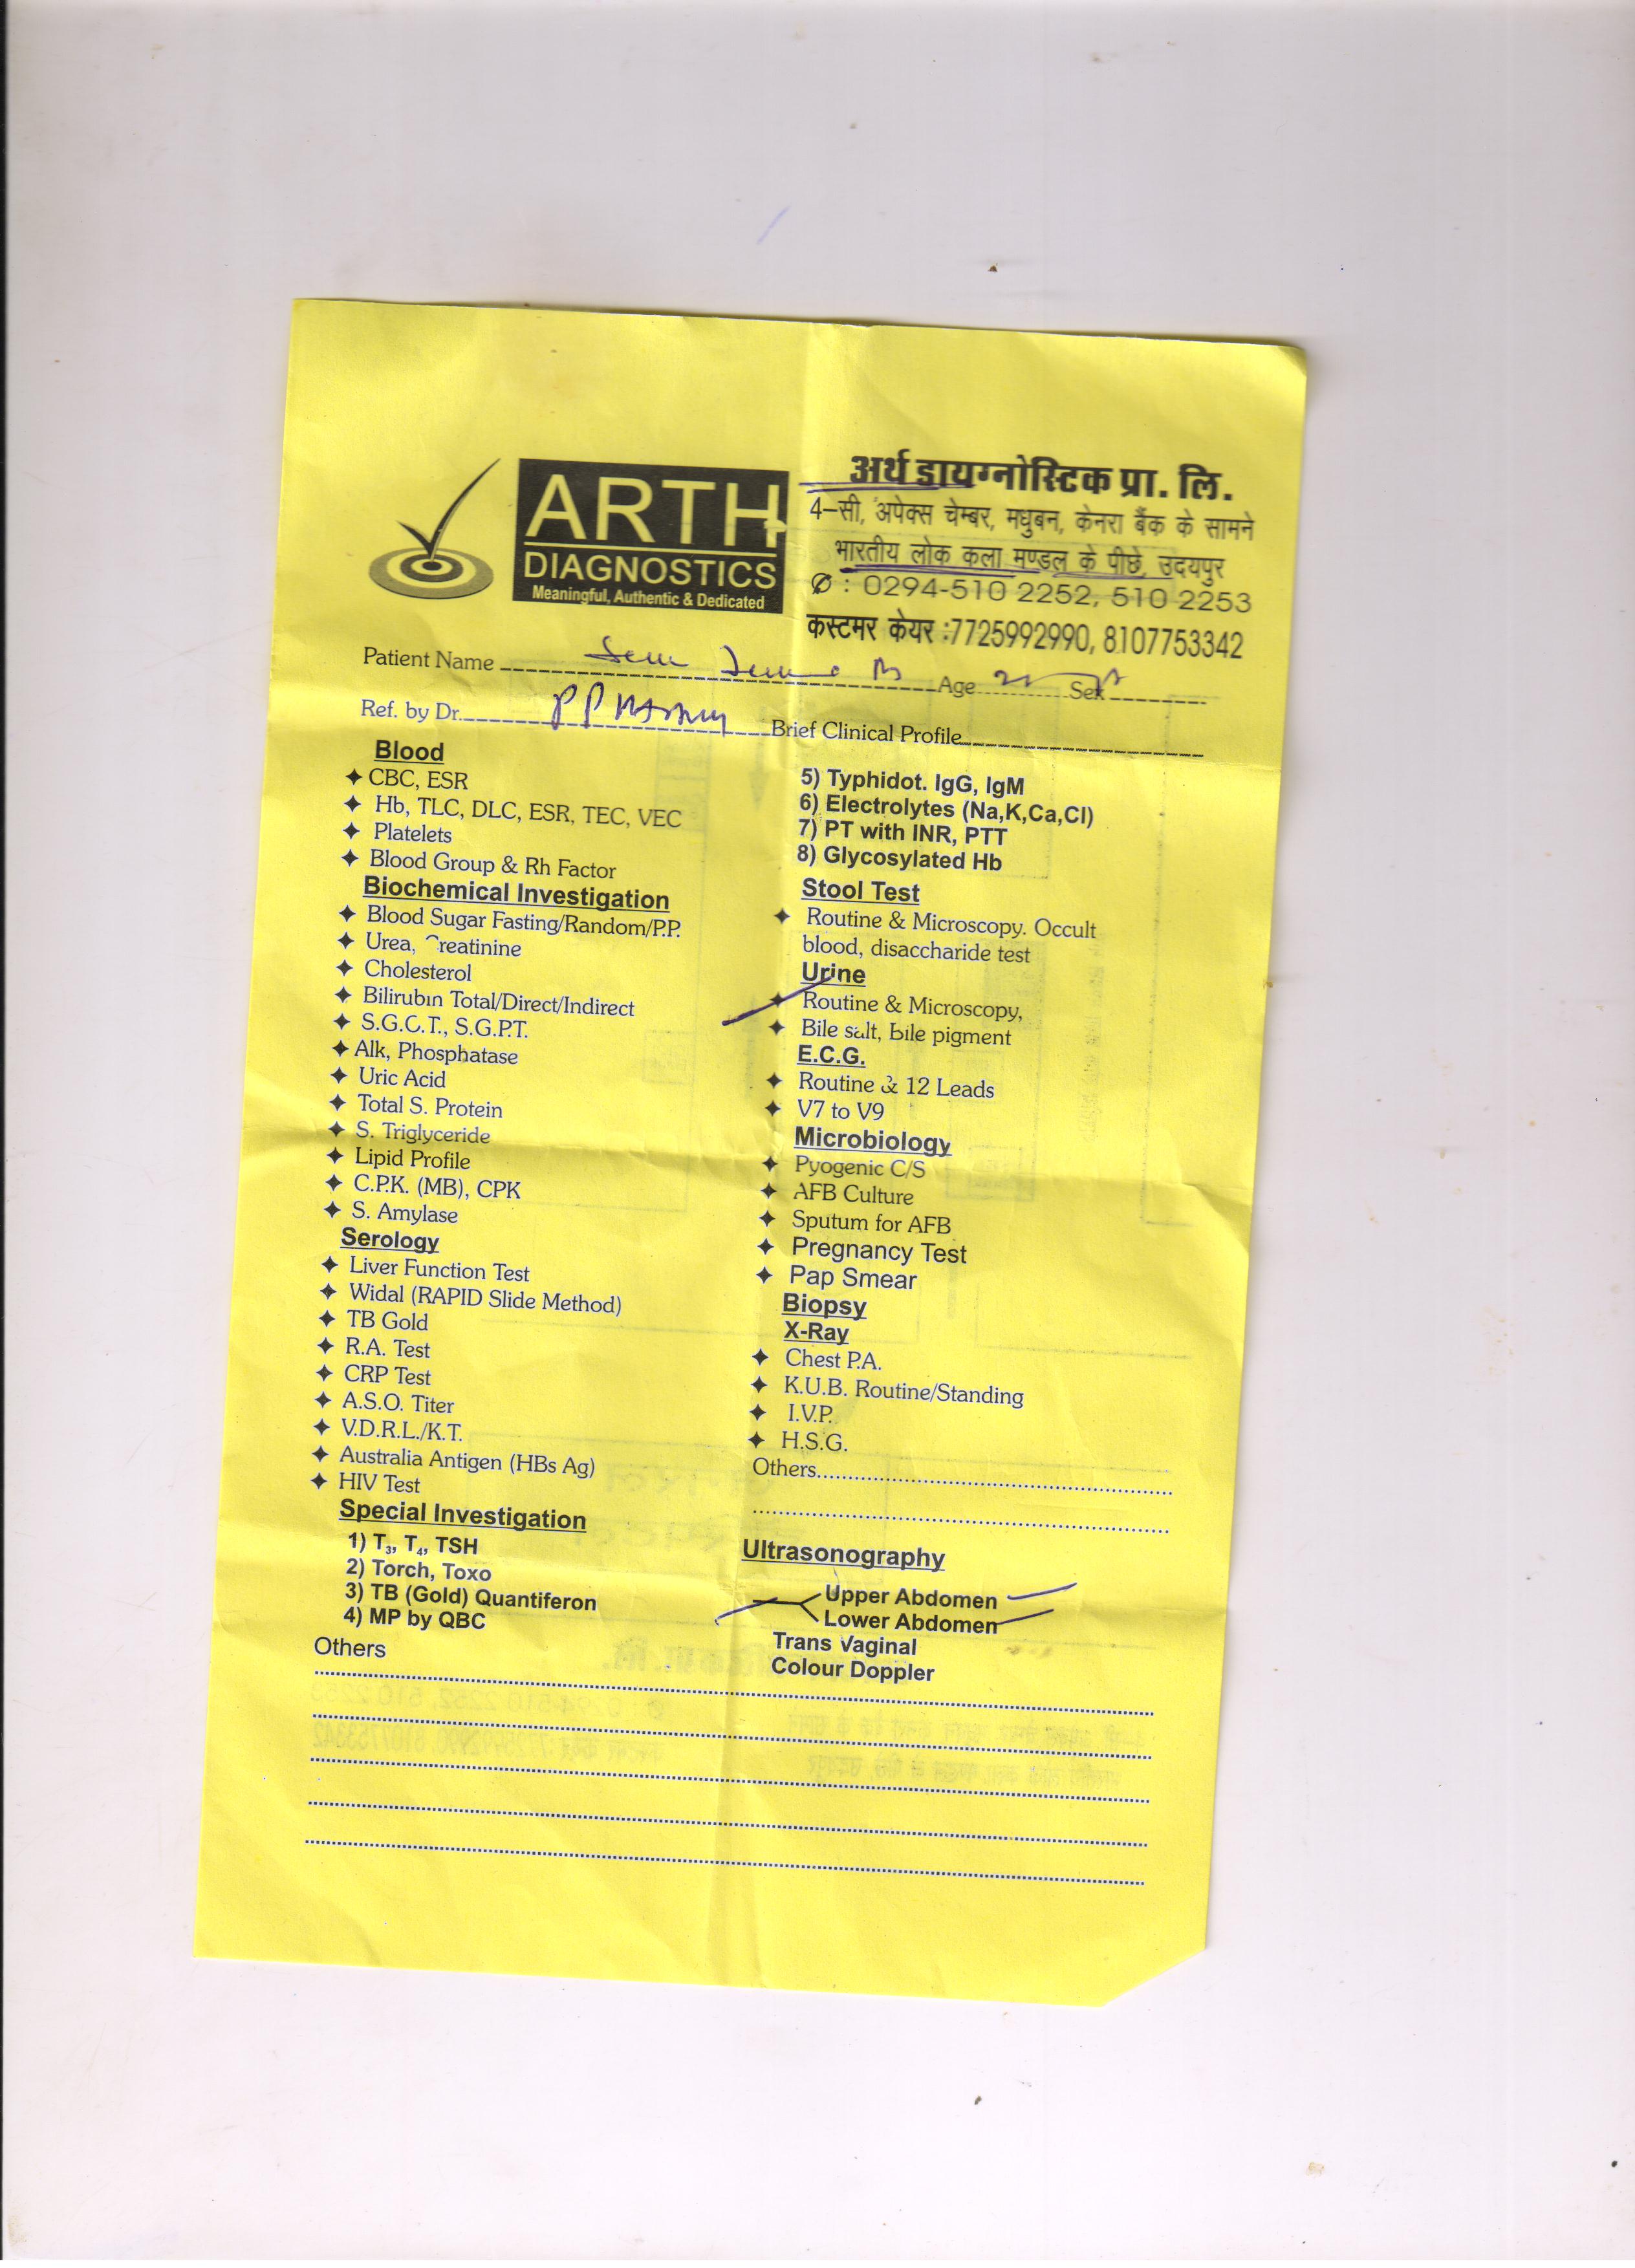 ARTH
DIAGNOSTICS
Meaningful, Authentic & Dedicated
अर्थ डायग्नोस्टिक प्रा. लि.
4-सी, अपेक्स चेम्बर, मधुबन, केनरा बैंक के सामने
भारतीय लोक कला मण्डल के पीछे, उदयपुर
✆ : 0294-510 2252, 510 2253
कस्टमर केयर :7725992990, 8107753342
Patient Name Age Sex
Ref. by Dr. Brief Clinical Profile
Blood
CBC, ESR
Hb, TLC, DLC, ESR, TEC, VEC
Platelets
Blood Group & Rh Factor
Biochemical Investigation
Blood Sugar Fasting/Random/P.P.
Urea, Creatinine
Cholesterol
Bilirubin Total/Direct/Indirect
S.G.O.T., S.G.P.T.
Alk, Phosphatase
Uric Acid
Total S. Protein
S. Triglyceride
Lipid Profile
C.P.K. (MB), CPK
S. Amylase
Serology
Liver Function Test
Widal (RAPID Slide Method)
TB Gold
R.A. Test
CRP Test
A.S.O. Titer
V.D.R.L./K.T.
Australia Antigen (HBs Ag)
HIV Test
Special Investigation
1) T3, T4, TSH
2) Torch, Toxo
3) TB (Gold) Quantiferon
4) MP by QBC
Others
5) Typhidot. IgG, IgM
6) Electrolytes (Na,K,Ca,Cl)
7) PT with INR, PTT
8) Glycosylated Hb
Stool Test
Routine & Microscopy. Occult
blood, disaccharide test
Urine
Routine & Microscopy,
Bile salt, bile pigment
E.C.G.
Routine & 12 Leads
V7 to V9
Microbiology
Pyogenic C/S
AFB Culture
Sputum for AFB
Pregnancy Test
Pap Smear
Biopsy
X-Ray
Chest P.A.
K.U.B. Routine/Standing
I.V.P.
H.S.G.
Others
Ultrasonography
Upper Abdomen
Lower Abdomen
Trans Vaginal
Colour Doppler